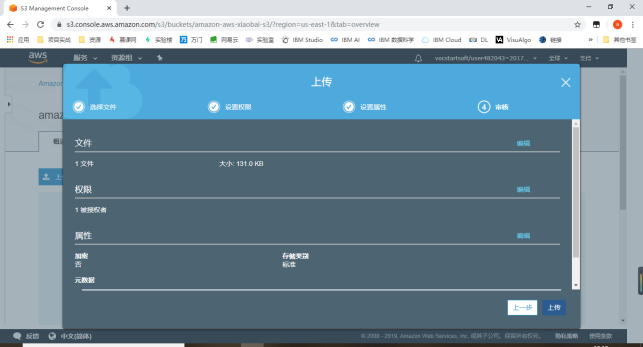 S3 Management Console
s3.console.aws.amazon.com/s3/buckets/amazon-aws-xiaobai-s3/?region=us-east-1&tab=overview
应用 项目实战 资源 慕课网 实验楼 万门 网易云 实验室 IBM Studio IBM AI IBM 数据科学 IBM Cloud DL VisuoAlgo 链接 » 其他书签
aws 服务 资源组 vocstartsoft/user482043=2017... 全球 支持
Amazon
上传
选择文件 设置权限 设置属性 4 审核
amaz
文件 编辑
1 文件 大小: 131.0 KB
权限 编辑
1 被授权者
属性 编辑
加密 存储类别
否 标准
元数据
上一步 上传
反馈 中文(简体) © 2008 - 2019, Amazon Web Services, Inc. 或其子公司。保留所有权利。 隐私策略 使用条款